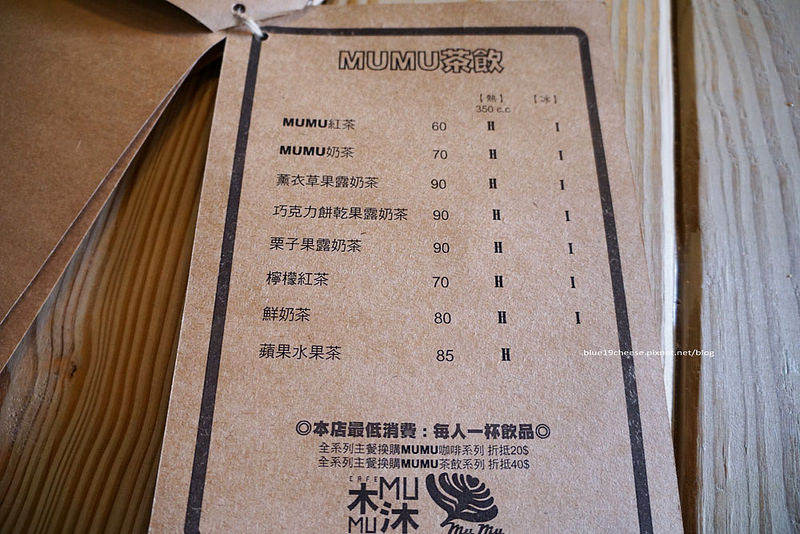 MUMU茶飲
【熱】 【冰】
350 c.c
MUMU紅茶 60 H I
MUMU奶茶 70 H I
薰衣草果露奶茶 90 H I
巧克力餅乾果露奶茶 90 H I
栗子果露奶茶 90 H I
檸檬紅茶 70 H I
鮮奶茶 80 H I
蘋果水果茶 85 H
blue19cheese.pixnet.net/blog
◎本店最低消費：每人一杯飲品◎
全系列主餐換購MUMU咖啡系列 折抵20$
全系列主餐換購MUMU茶飲系列 折抵40$
CAFE
木MU
MU沐
Mu Mu